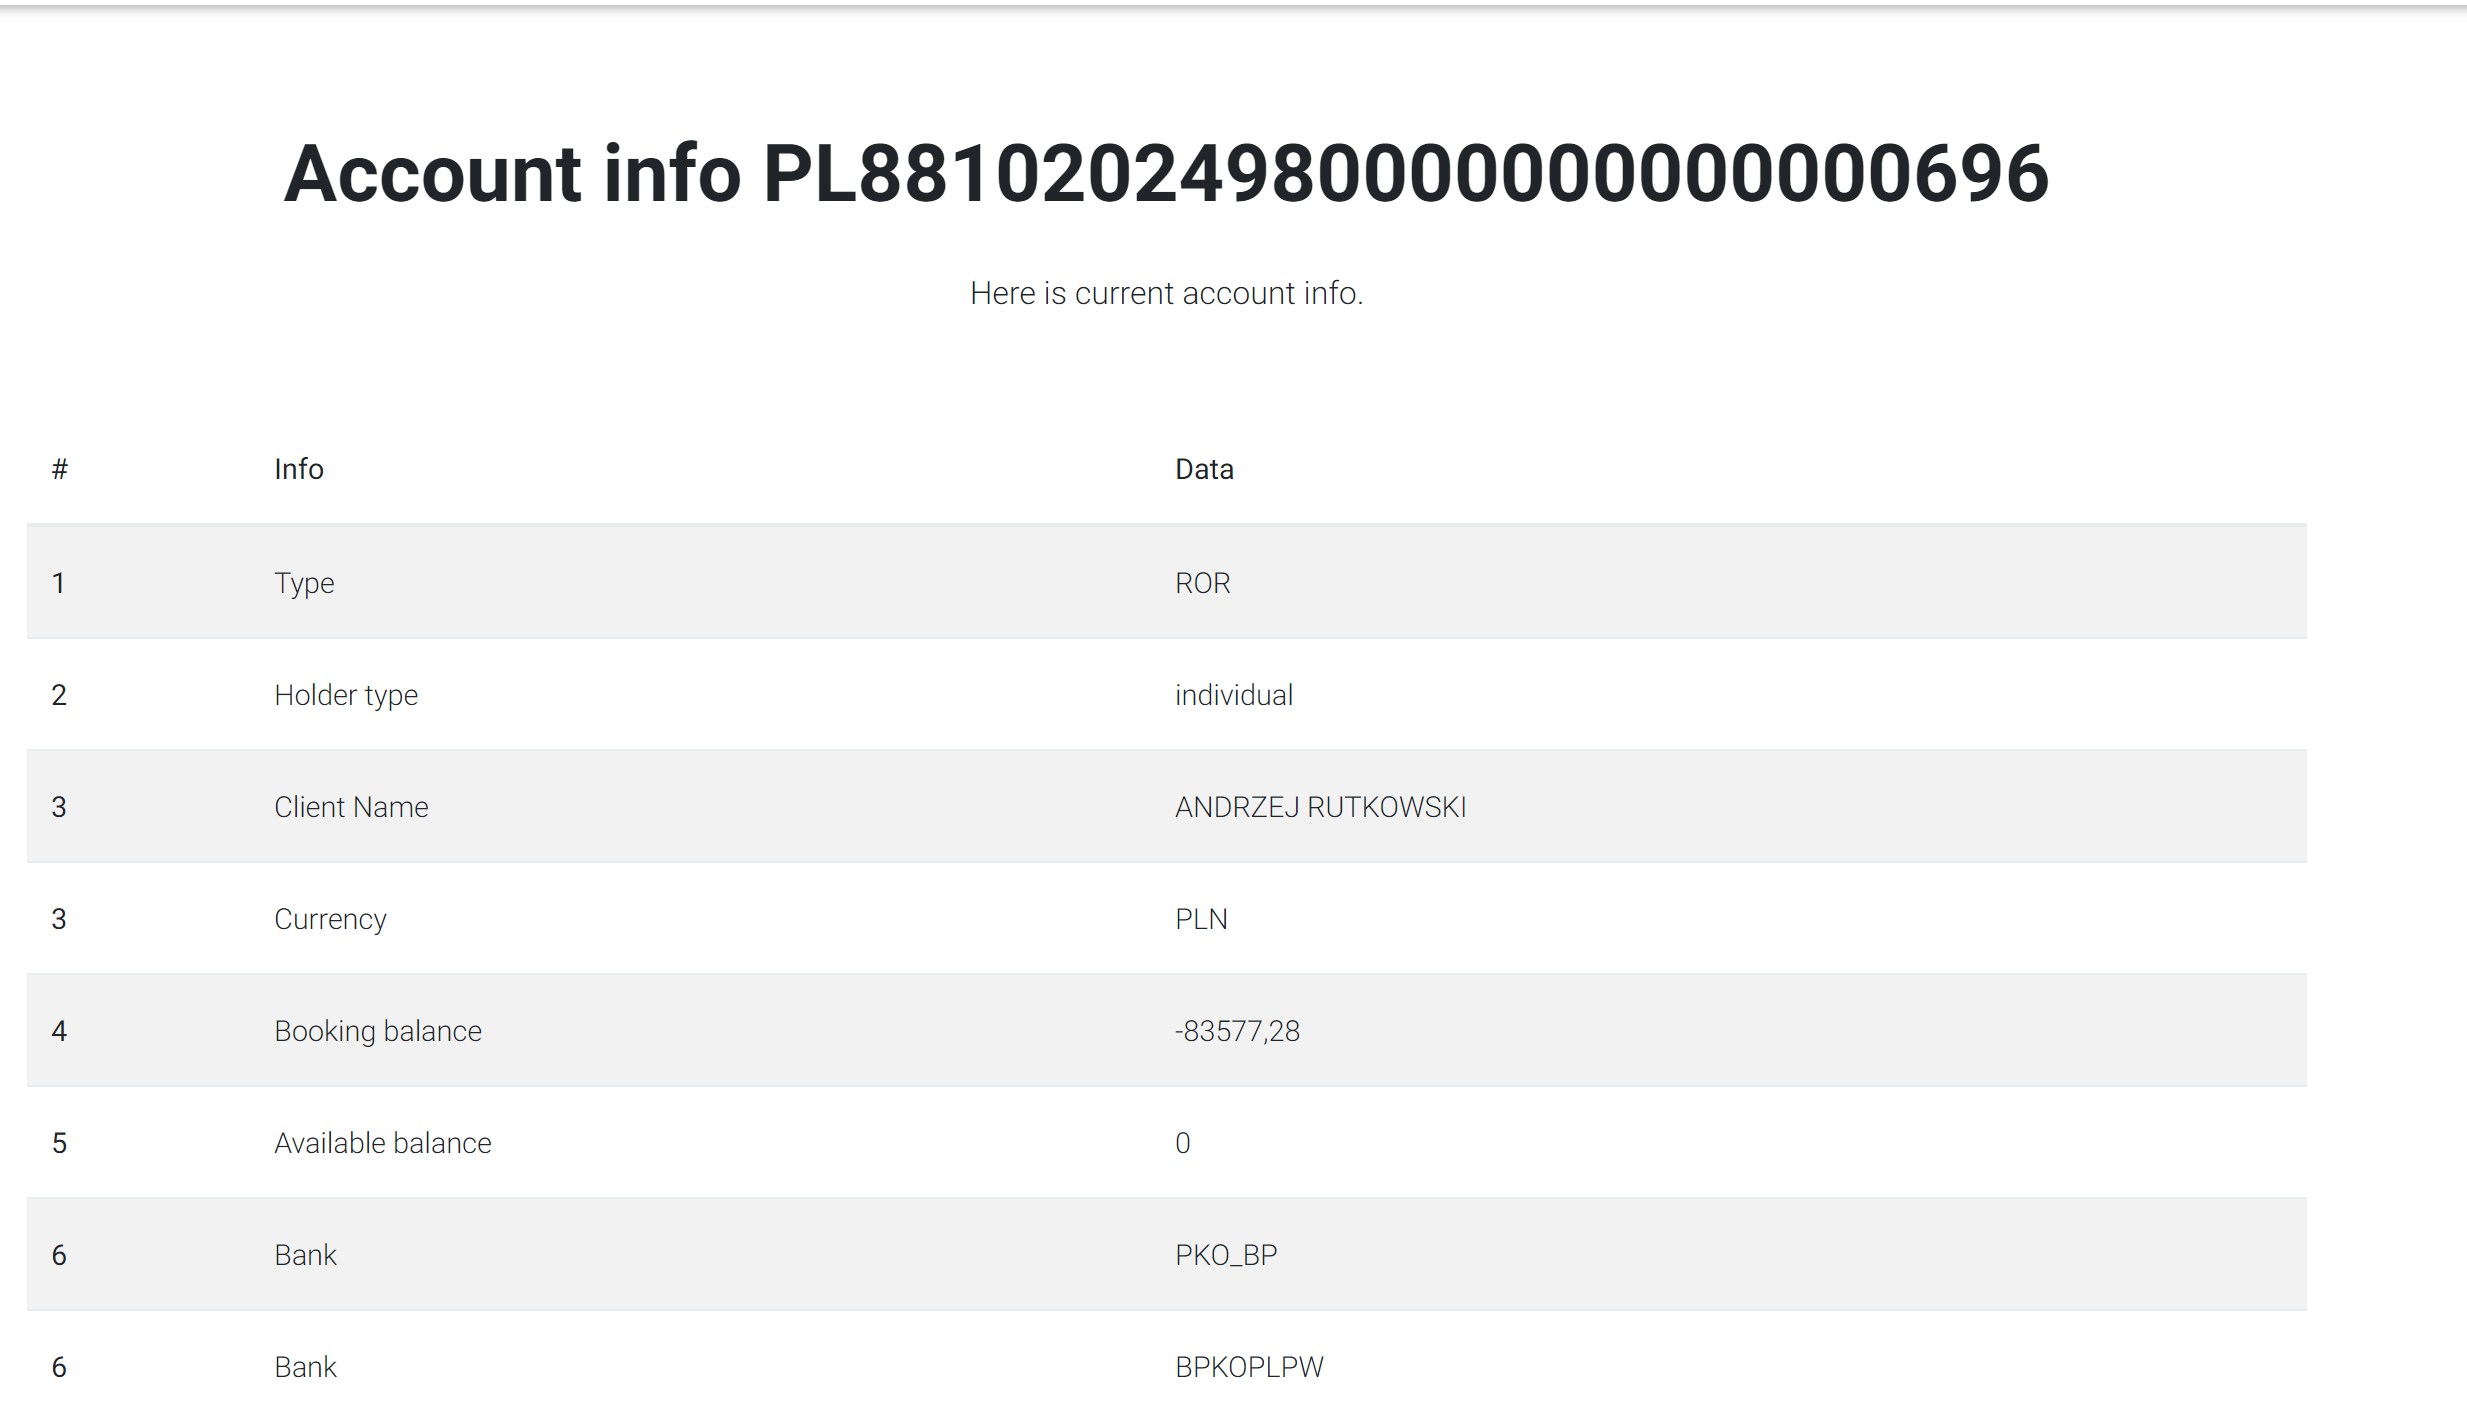 Account info PL88102024980000000000000696
Here is current account info.
# Info Data
1 Type ROR
2 Holder type individual
3 Client Name ANDRZEJ RUTKOWSKI
3 Currency PLN
4 Booking balance -83577,28
5 Available balance 0
6 Bank PKO_BP
6 Bank BPKOPLPW